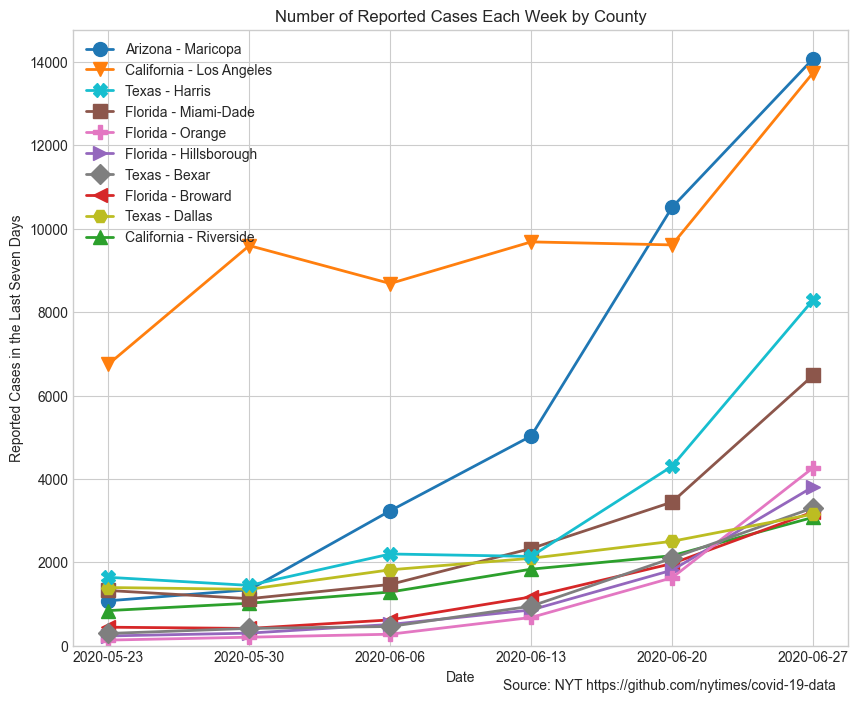 Number of Reported Cases Each Week by County
Arizona - Maricopa
California - Los Angeles
Texas - Harris
Florida - Miami-Dade
Florida - Orange
Florida - Hillsborough
Texas - Bexar
Florida - Broward
Texas - Dallas
California - Riverside
Reported Cases in the Last Seven Days
14000
12000
10000
8000
6000
4000
2000
0
2020-05-23 2020-05-30 2020-06-06 2020-06-13 2020-06-20 2020-06-27
Date
Source: NYT https://github.com/nytimes/covid-19-data